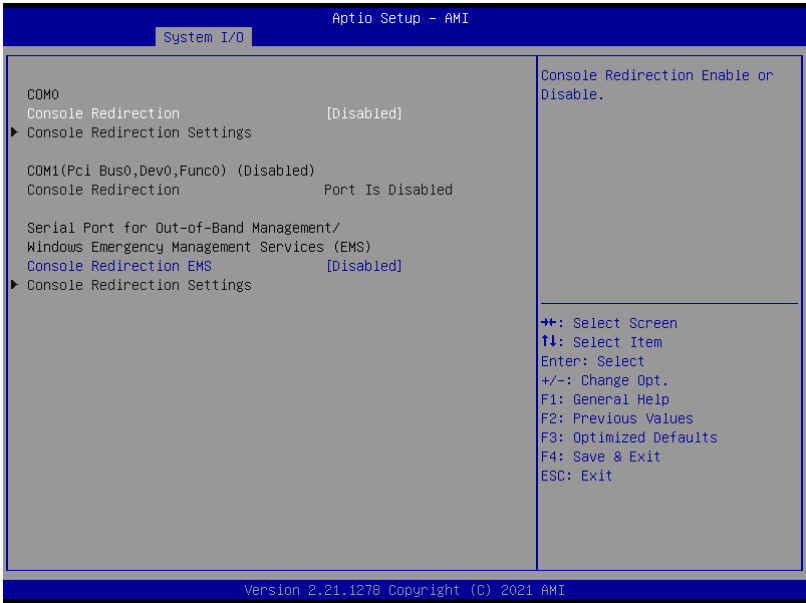 Aptio Setup – AMI
System I/O
COM0
Console Redirection [Disabled]
Console Redirection Settings
COM1(Pci Bus0,Dev0,Func0) (Disabled)
Console Redirection Port Is Disabled
Serial Port for Out-of-Band Management/
Windows Emergency Management Services (EMS)
Console Redirection EMS [Disabled]
Console Redirection Settings
Console Redirection Enable or
Disable.
→←: Select Screen
↑↓: Select Item
Enter: Select
+/-: Change Opt.
F1: General Help
F2: Previous Values
F3: Optimized Defaults
F4: Save & Exit
ESC: Exit
Version 2.21.1278 Copyright (C) 2021 AMI